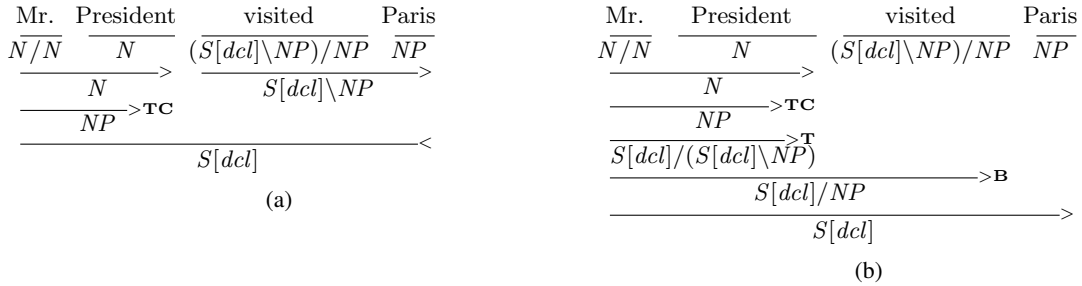 Mr. President visited Paris
N/N N (S[dcl]\NP)/NP NP
> >
N S[dcl]\NP
>TC
NP
<
S[dcl]
(a)
Mr. President visited Paris
N/N N (S[dcl]\NP)/NP NP
>
N
>TC
NP
>T
S[dcl]/(S[dcl]\NP)
>B
S[dcl]/NP
>
S[dcl]
(b)